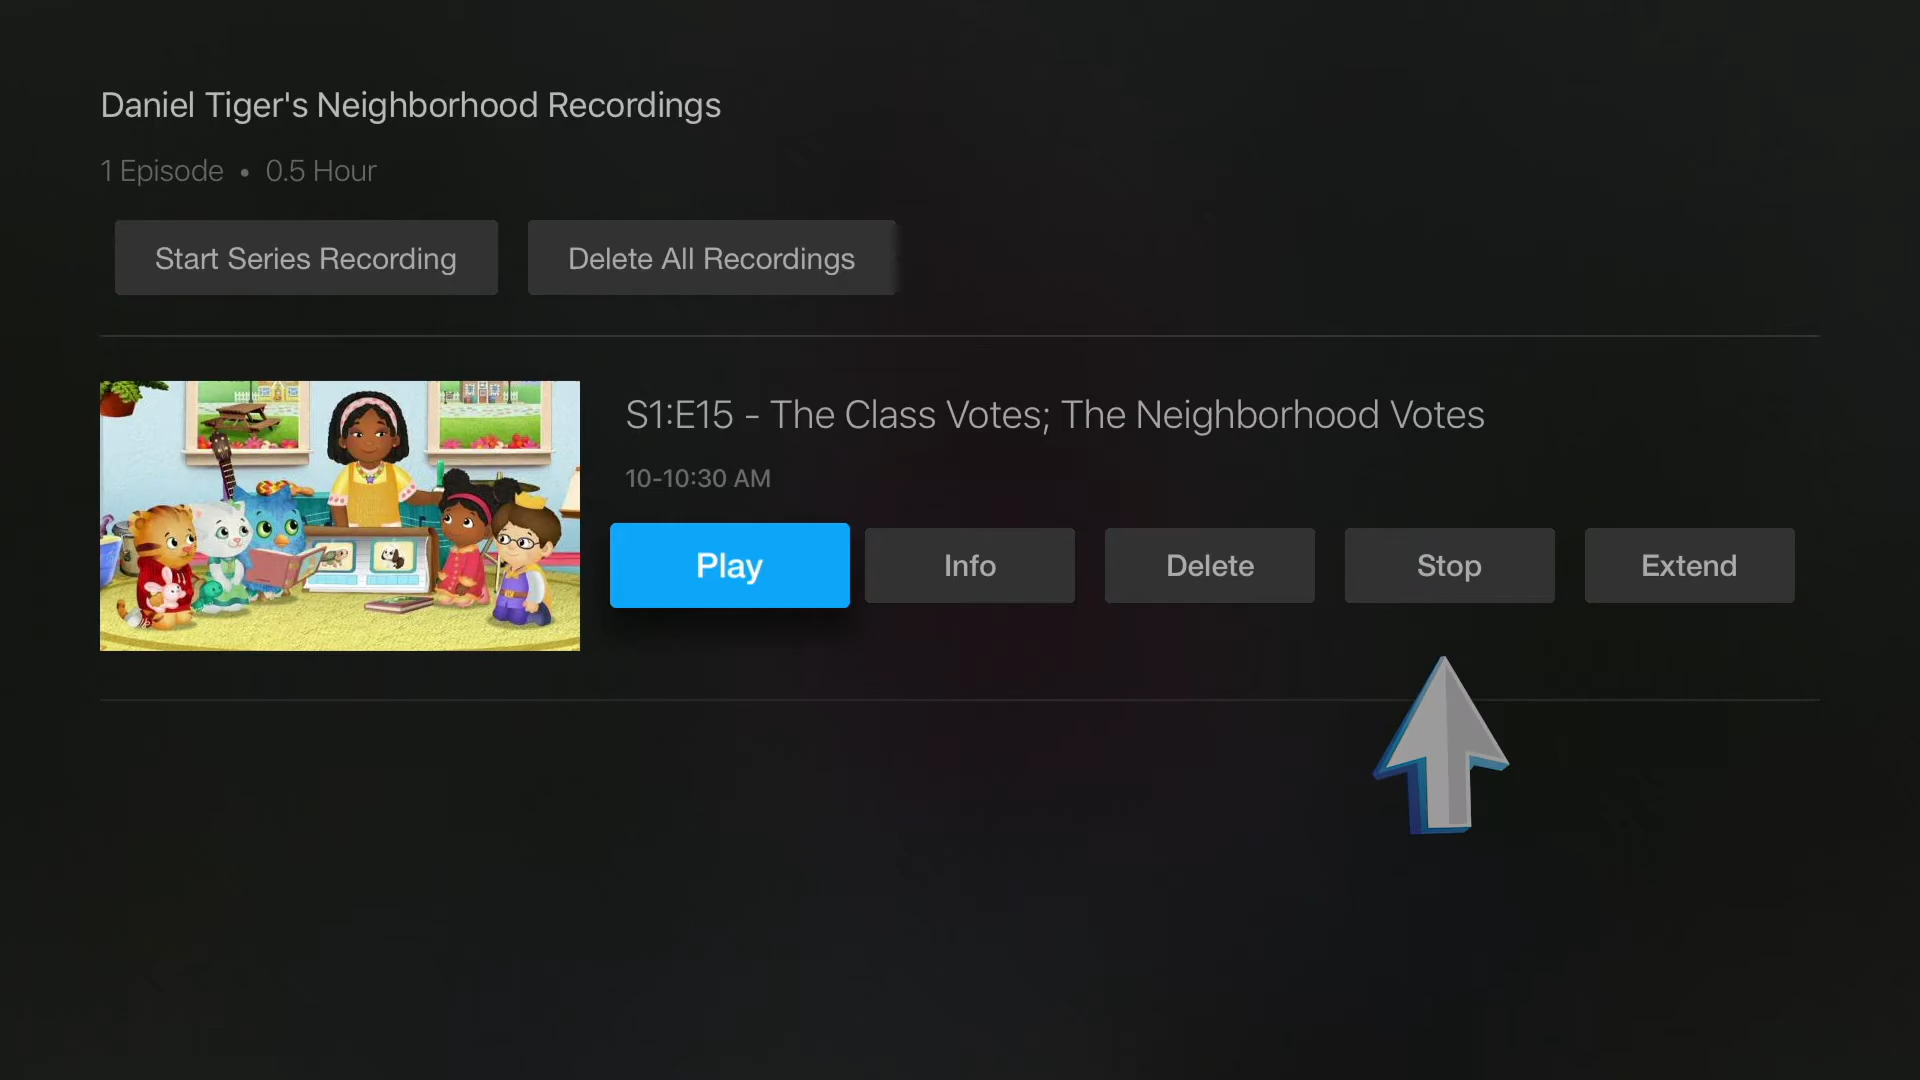 Daniel Tiger's Neighborhood Recordings
1 Episode • 0.5 Hour
Start Series Recording
Delete All Recordings
S1:E15 - The Class Votes; The Neighborhood Votes
10-10:30 AM
Play
Info
Delete
Stop
Extend